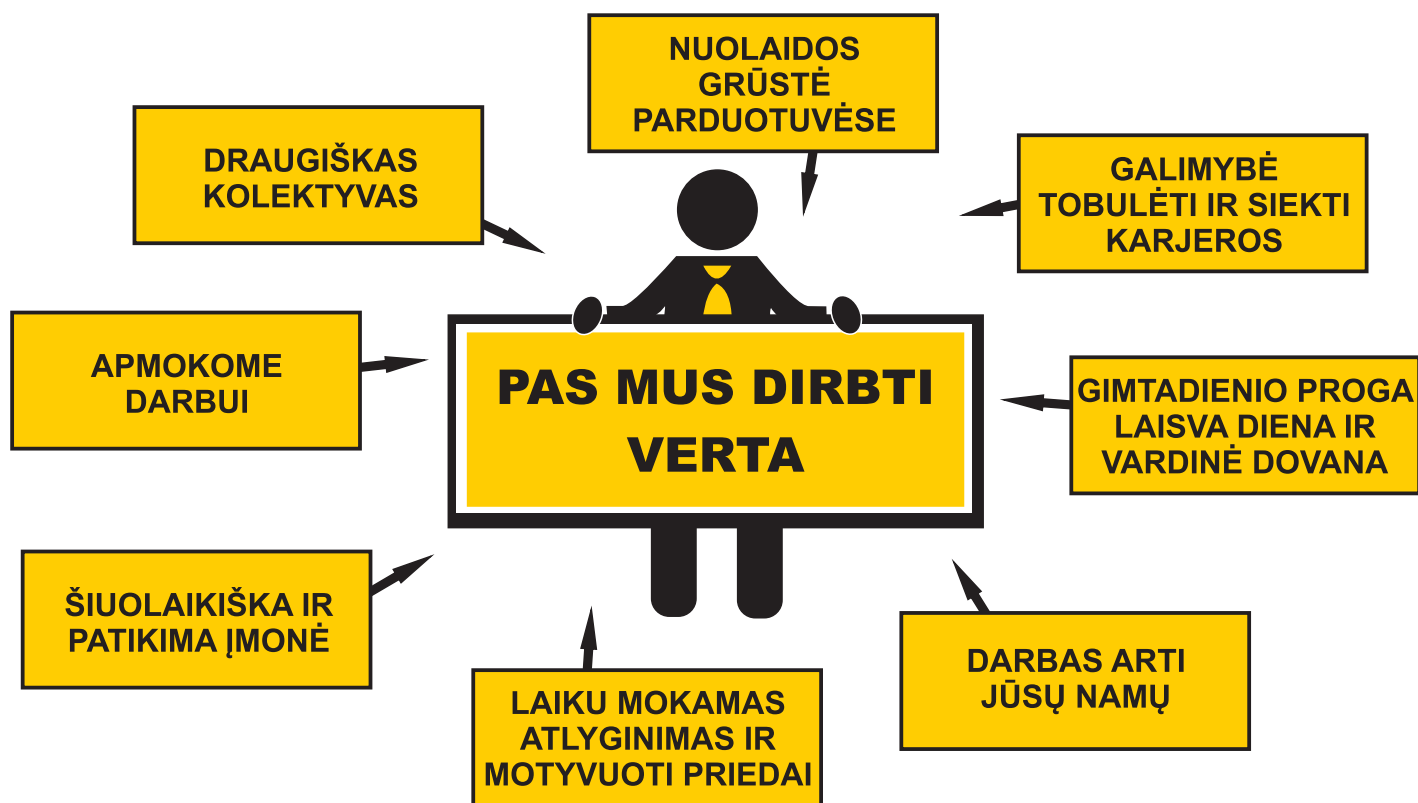 NUOLAIDOS
GRŪSTĖ
PARDUOTUVĖSE
DRAUGIŠKAS
KOLEKTYVAS
GALIMYBĖ
TOBULĖTI IR SIEKTI
KARJEROS
APMOKOME
DARBUI
PAS MUS DIRBTI
VERTA
GIMTADIENIO PROGA
LAISVA DIENA IR
VARDINĖ DOVANA
ŠIUOLAIKIŠKA IR
PATIKIMA ĮMONĖ
LAIKU MOKAMAS
ATLYGINIMAS IR
MOTYVUOTI PRIEDAI
DARBAS ARTI
JŪSŲ NAMŲ